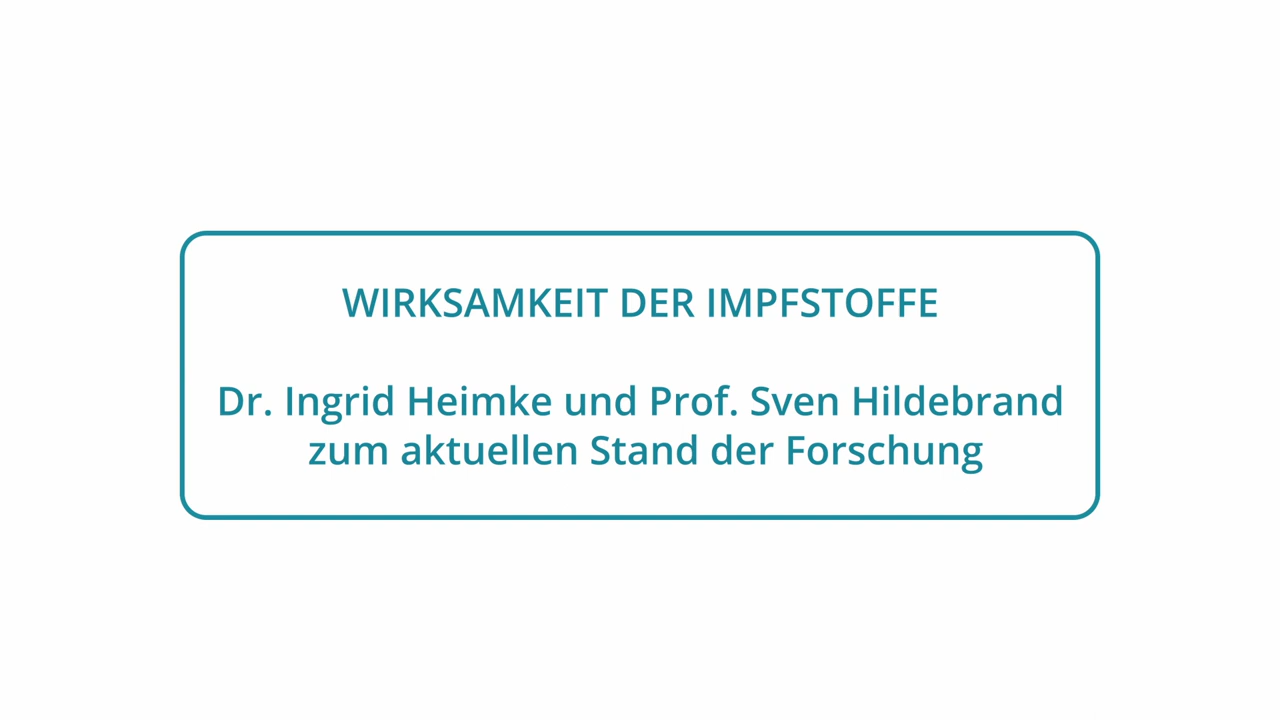 WIRKSAMKEIT DER IMPFSTOFFE
Dr. Ingrid Heimke und Prof. Sven Hildebrand
zum aktuellen Stand der Forschung